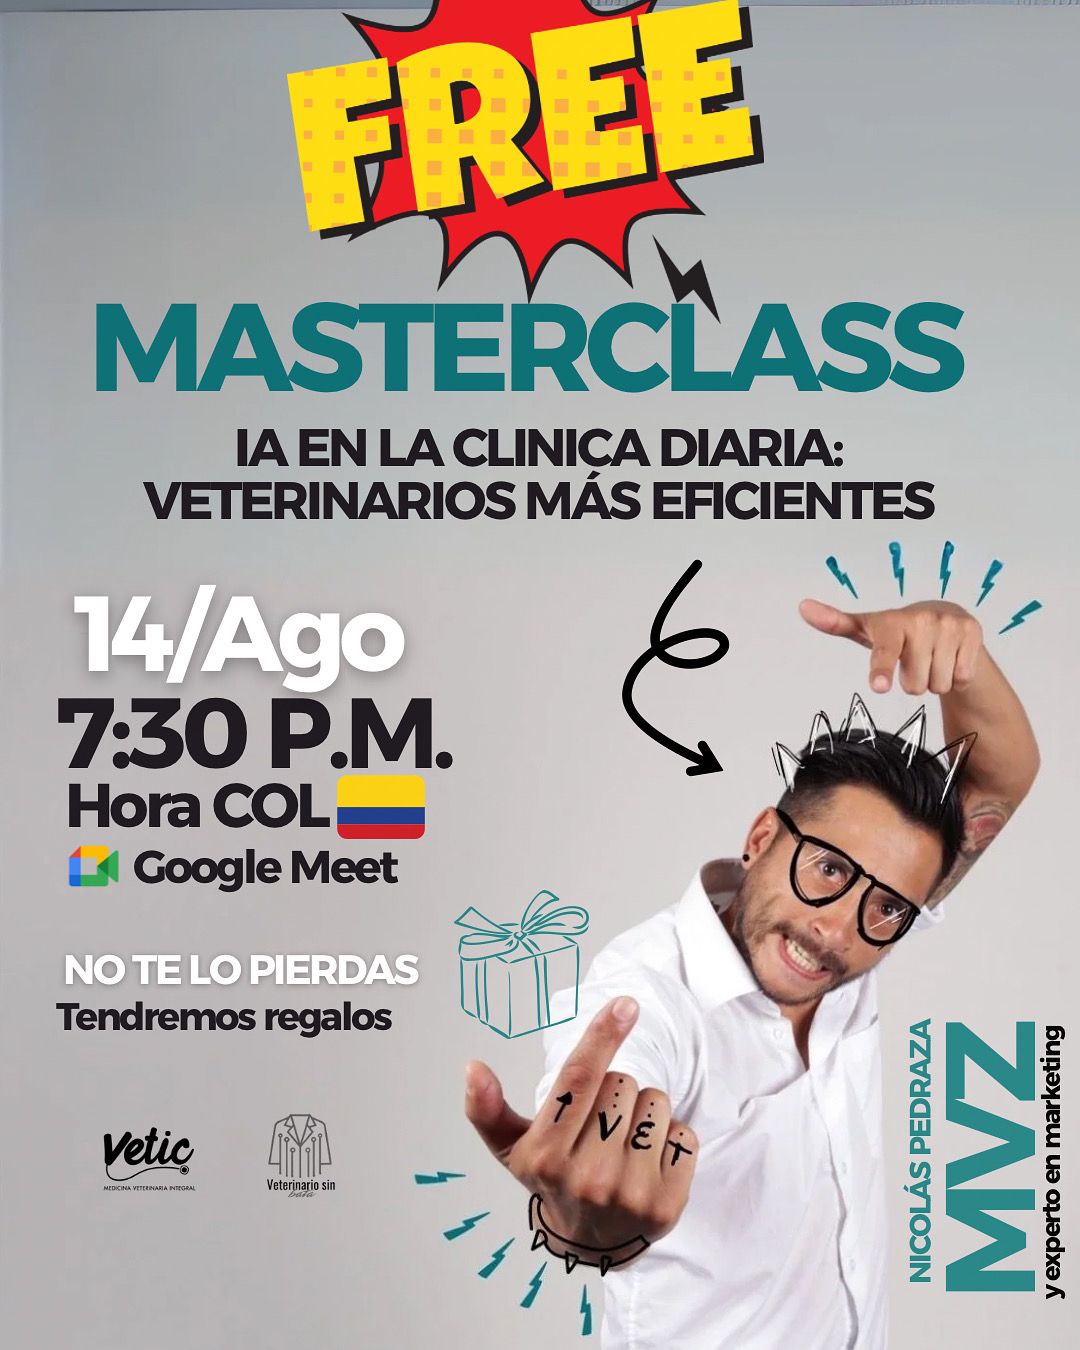 FREE
MASTERCLASS
IA EN LA CLINICA DIARIA:
VETERINARIOS MÁS EFICIENTES
14/Ago
7:30 P.M.
Hora COL
Google Meet
NO TE LO PIERDAS
Tendremos regalos
VET
Vetic
MEDICINA VETERINARIA INTEGRAL
Veterinario sin
bata
NICOLÁS PEDRAZA
MVZ
y experto en marketing